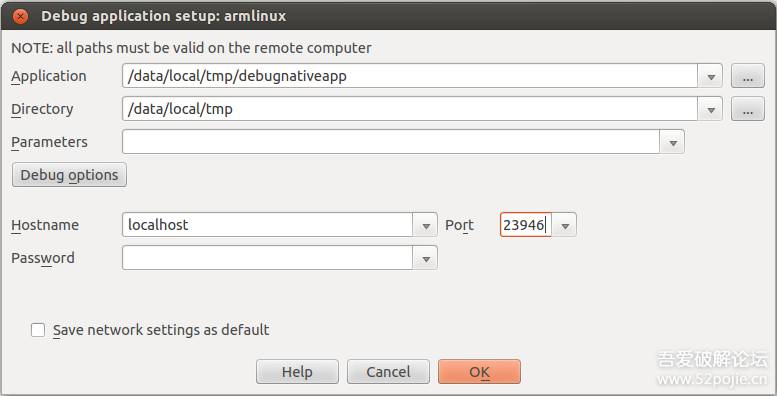 Debug application setup: armlinux
NOTE: all paths must be valid on the remote computer
Application /data/local/tmp/debugnativeapp ...
Directory /data/local/tmp ...
Parameters
Debug options
Hostname localhost Port 23946
Password
Save network settings as default
Help Cancel OK
吾爱破解论坛
www.52pojie.cn